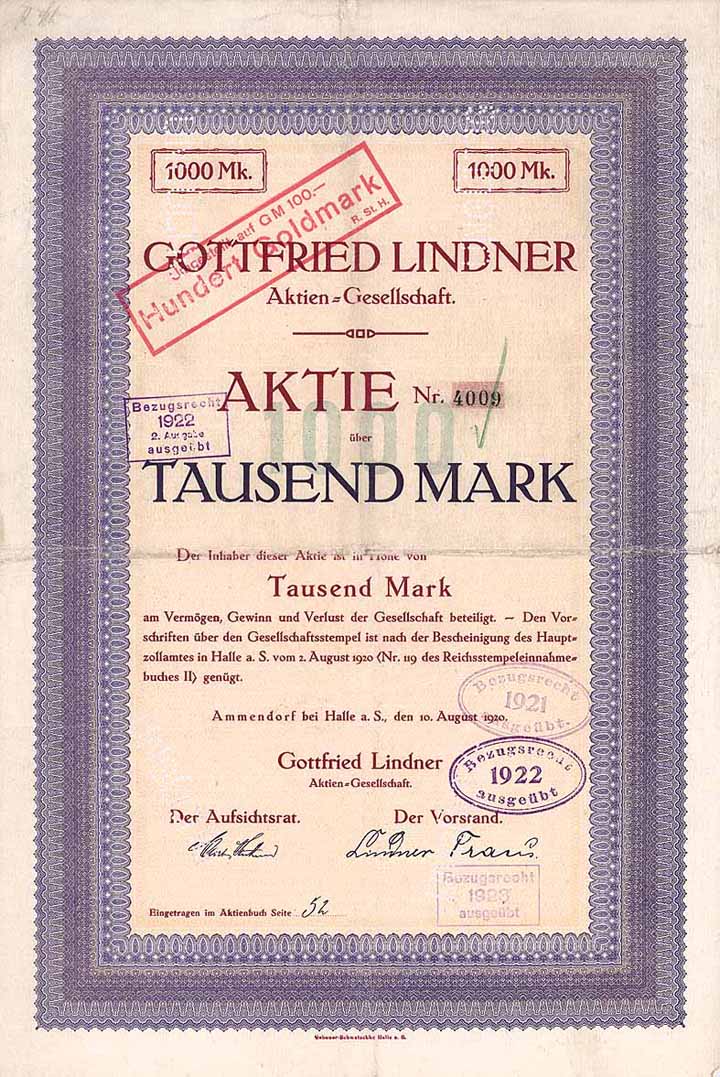 1000 Mk.
1000 Mk.
auf GM 100.—
Hundert Goldmark
R. St. H.
GOTTFRIED LINDNER
Aktien=Gesellschaft.
AKTIE Nr. 4009
1000
Bezugsrecht
1922
2. Ausgabe
ausgeübt
über
TAUSEND MARK
Der Inhaber dieser Aktie ist in Höhe von
Tausend Mark
am Vermögen, Gewinn und Verlust der Gesellschaft beteiligt. — Den Vor=
schriften über den Gesellschaftsstempel ist nach der Bescheinigung des Haupt=
zollamtes in Halle a. S. vom 2. August 1920 (Nr. 119 des Reichsstempeleinnahme=
buches II) genügt.
Bezugsrecht
1921
ausgeübt.
Ammendorf bei Halle a. S., den 10. August 1920.
Gottfried Lindner
Aktien=Gesellschaft.
Bezugsrecht
1922
ausgeübt
Der Aufsichtsrat.
Der Vorstand.
Lindner
Bezugsrecht
1923
ausgeübt
Eingetragen im Aktienbuch Seite 52
Gebauer-Schwetschke Halle a. S.